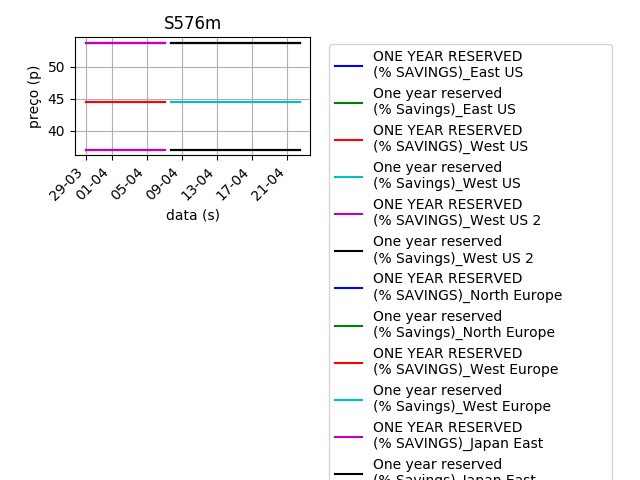 S576m
preço (p)
50
45
40
29-03
01-04
05-04
09-04
13-04
17-04
21-04
data (s)
ONE YEAR RESERVED
(% SAVINGS)_East US
One year reserved
(% Savings)_East US
ONE YEAR RESERVED
(% SAVINGS)_West US
One year reserved
(% Savings)_West US
ONE YEAR RESERVED
(% SAVINGS)_West US 2
One year reserved
(% Savings)_West US 2
ONE YEAR RESERVED
(% SAVINGS)_North Europe
One year reserved
(% Savings)_North Europe
ONE YEAR RESERVED
(% SAVINGS)_West Europe
One year reserved
(% Savings)_West Europe
ONE YEAR RESERVED
(% SAVINGS)_Japan East
One year reserved
(% Savings)_Japan East